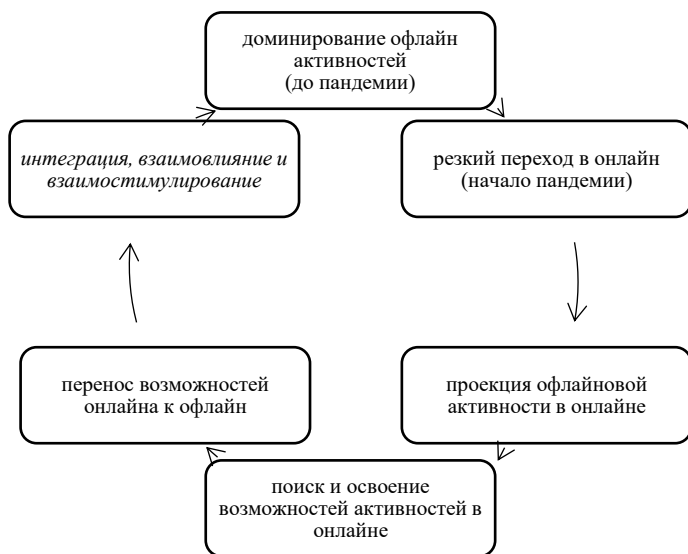 доминирование офлайн
активностей
(до пандемии)
резкий переход в онлайн
(начало пандемии)
проекция офлайновой
активности в онлайне
поиск и освоение
возможностей активностей в
онлайне
перенос возможностей
онлайна к офлайн
интеграция, взаимовлияние и
взаимостимулирование